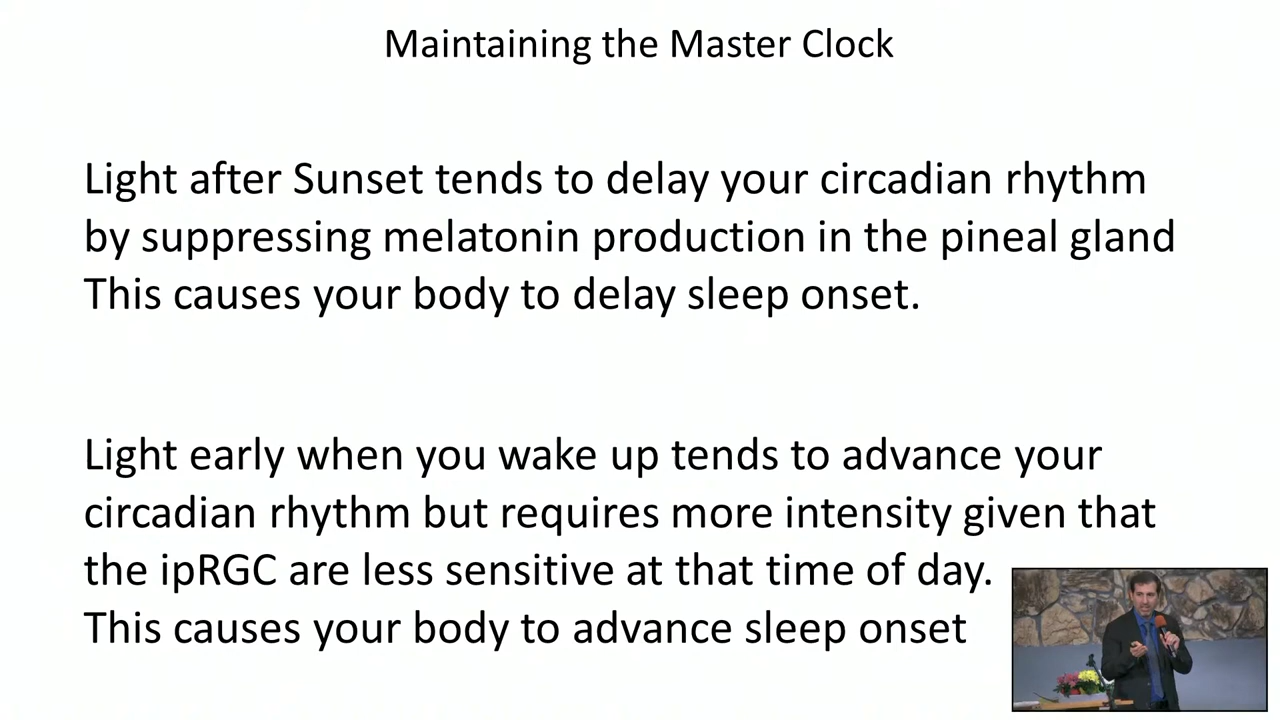 Maintaining the Master Clock
Light after Sunset tends to delay your circadian rhythm
by suppressing melatonin production in the pineal gland
This causes your body to delay sleep onset.
Light early when you wake up tends to advance your
circadian rhythm but requires more intensity given that
the ipRGC are less sensitive at that time of day.
This causes your body to advance sleep onset